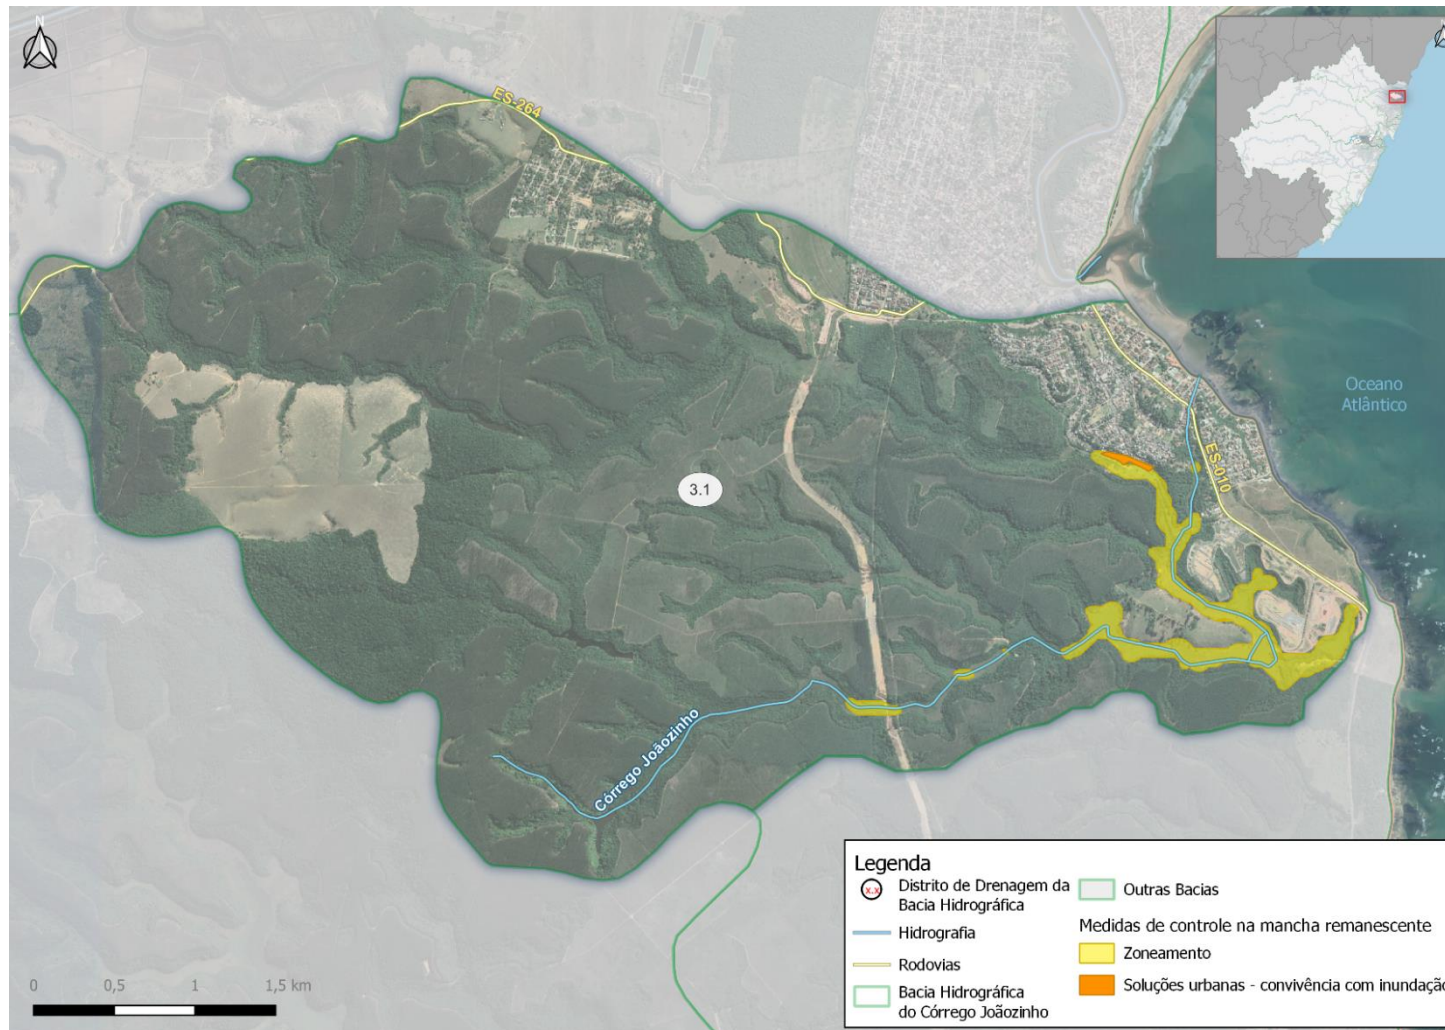 N
ES-264
Oceano
Atlântico
ES-010
3.1
Córrego Joãozinho
0 0,5 1 1,5 km
Legenda
x.x Distrito de Drenagem da
Bacia Hidrográfica
Hidrografia
Rodovias
Bacia Hidrográfica
do Córrego Joãozinho
Outras Bacias
Medidas de controle na mancha remanescente
Zoneamento
Soluções urbanas - convivência com inundação